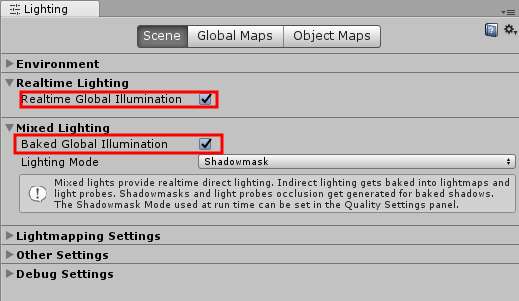 Lighting
Scene Global Maps Object Maps
Environment
Realtime Lighting
Realtime Global Illumination
Mixed Lighting
Baked Global Illumination
Lighting Mode Shadowmask
Mixed lights provide realtime direct lighting. Indirect lighting gets baked into lightmaps and
light probes. Shadowmasks and light probes occlusion get generated for baked shadows.
The Shadowmask Mode used at run time can be set in the Quality Settings panel.
Lightmapping Settings
Other Settings
Debug Settings